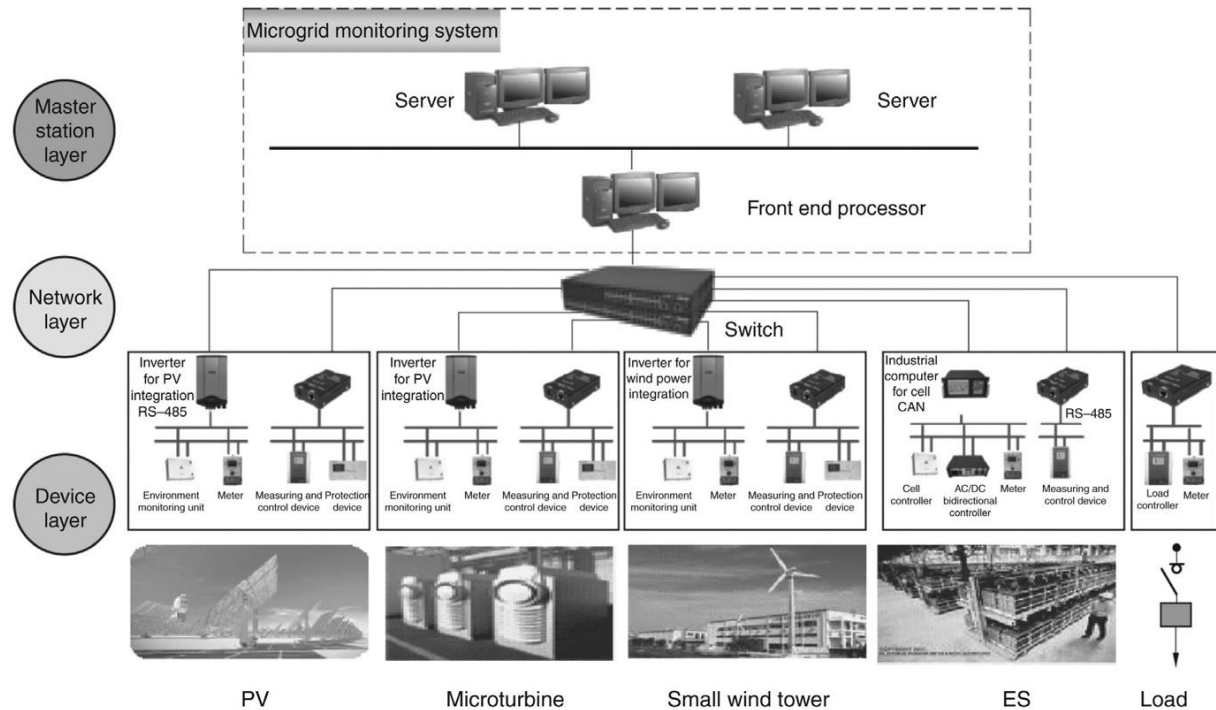 Microgrid monitoring system
Server
Server
Master
station
layer
Front end processor
Network
layer
Switch
Inverter
for PV
integration
RS–485
Inverter
for PV
integration
Inverter for
wind power
integration
Industrial
computer
for cell
CAN
RS–485
Environment
monitoring unit
Meter
Measuring and
control device
Protection
device
Environment
monitoring unit
Meter
Measuring and
control device
Protection
device
Environment
monitoring unit
Meter
Measuring and
control device
Protection
device
Cell
controller
AC/DC
bidirectional
controller
Meter
Measuring and
control device
Load
controller
Meter
Device
layer
PV
Microturbine
Small wind tower
ES
Load